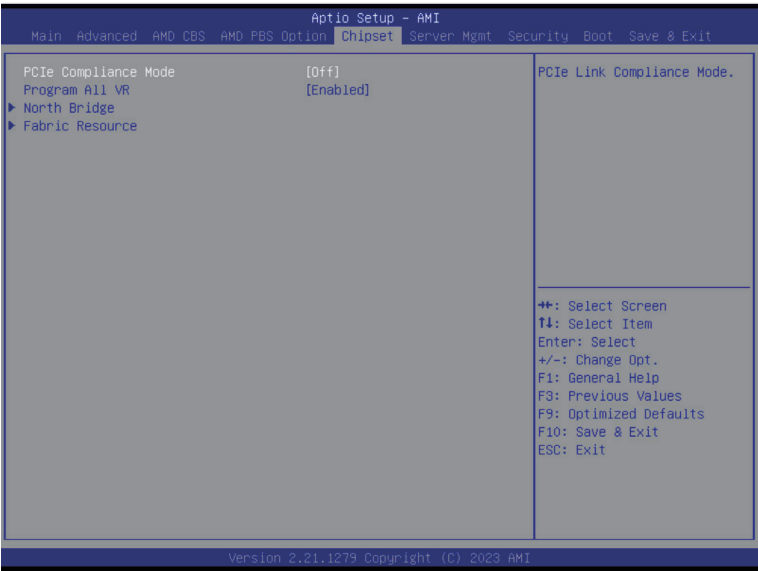 Aptio Setup – AMI
Main Advanced AMD CBS AMD PBS Option Chipset Server Mgmt Security Boot Save & Exit
PCIe Compliance Mode [Off]
Program All VR [Enabled]
North Bridge
Fabric Resource
PCIe Link Compliance Mode.
→←: Select Screen
↑↓: Select Item
Enter: Select
+/-: Change Opt.
F1: General Help
F3: Previous Values
F9: Optimized Defaults
F10: Save & Exit
ESC: Exit
Version 2.21.1279 Copyright (C) 2023 AMI